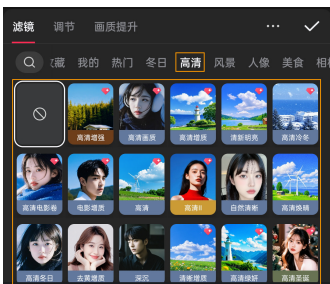 滤镜 调节 画质提升 ...
藏 我的 热门 冬日 高清 风景 人像 美食 相
高清增强 高清画质 高清增质 清新明亮 高清冷冬
高清电影卷 电影增质 高清 高清II 自然清晰 高清焕晴
高清冬日 去黄增质 深沉 清晰增质 高清绿妍 高清圣诞